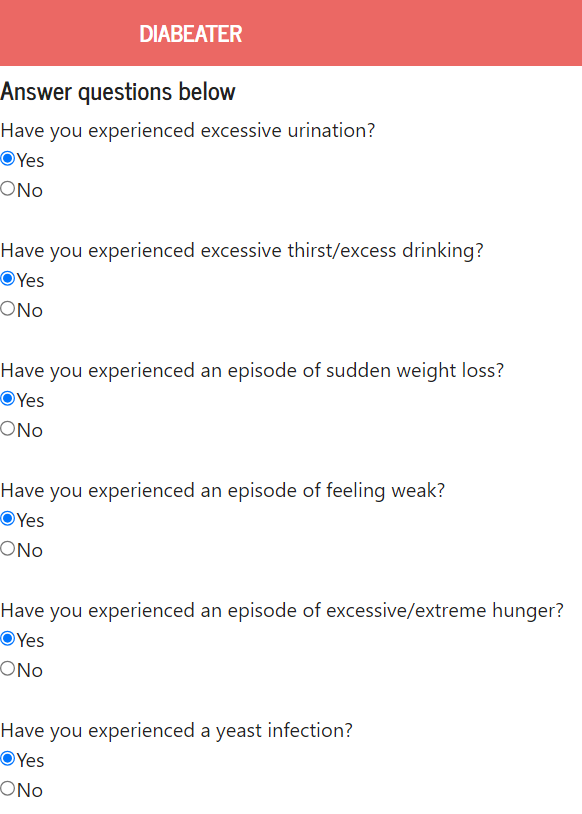 DIABEATER
Answer questions below
Have you experienced excessive urination?
Yes
No
Have you experienced excessive thirst/excess drinking?
Yes
No
Have you experienced an episode of sudden weight loss?
Yes
No
Have you experienced an episode of feeling weak?
Yes
No
Have you experienced an episode of excessive/extreme hunger?
Yes
No
Have you experienced a yeast infection?
Yes
No